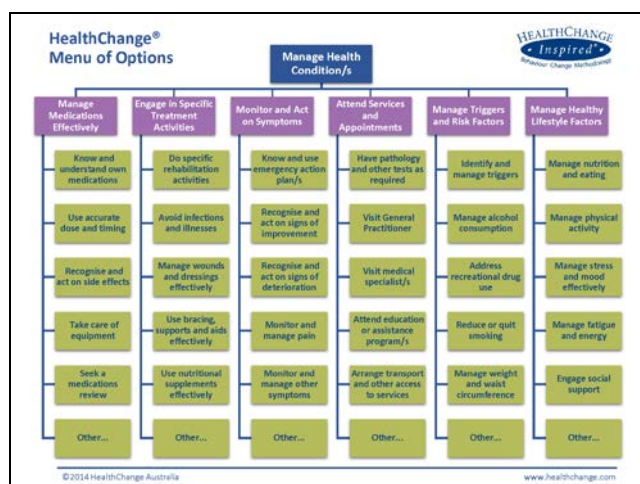 HealthChange®
Menu of Options
HEALTHCHANGE
Inspired
Behaviour Change Methodology
Manage Health
Condition/s
Manage
Medications
Effectively
Know and
understand own
medications
Use accurate
dose and timing
Recognise and
act on side effects
Take care of
equipment
Seek a
medications
review
Other...
Engage in Specific
Treatment
Activities
Do specific
rehabilitation
activities
Avoid infections
and illnesses
Manage wounds
and dressings
effectively
Use bracing,
supports and aids
effectively
Use nutritional
supplements
effectively
Other...
Monitor and Act
on Symptoms
Know and use
emergency action
plan/s
Recognise and
act on signs of
improvement
Recognise and
act on signs of
deterioration
Monitor and
manage pain
Monitor and
manage other
symptoms
Other...
Attend Services
and
Appointments
Have pathology
and other tests as
required
Visit General
Practitioner
Visit medical
specialist/s
Attend education
or assistance
program/s
Arrange transport
and other access
to services
Other...
Manage Triggers
and Risk Factors
Identify and
manage triggers
Manage alcohol
consumption
Address
recreational drug
use
Reduce or quit
smoking
Manage weight
and waist
circumference
Other...
Manage Healthy
Lifestyle Factors
Manage nutrition
and eating
Manage physical
activity
Manage stress
and mood
effectively
Manage fatigue
and energy
Engage social
support
Other...
©2014 HealthChange Australia
www.healthchange.com